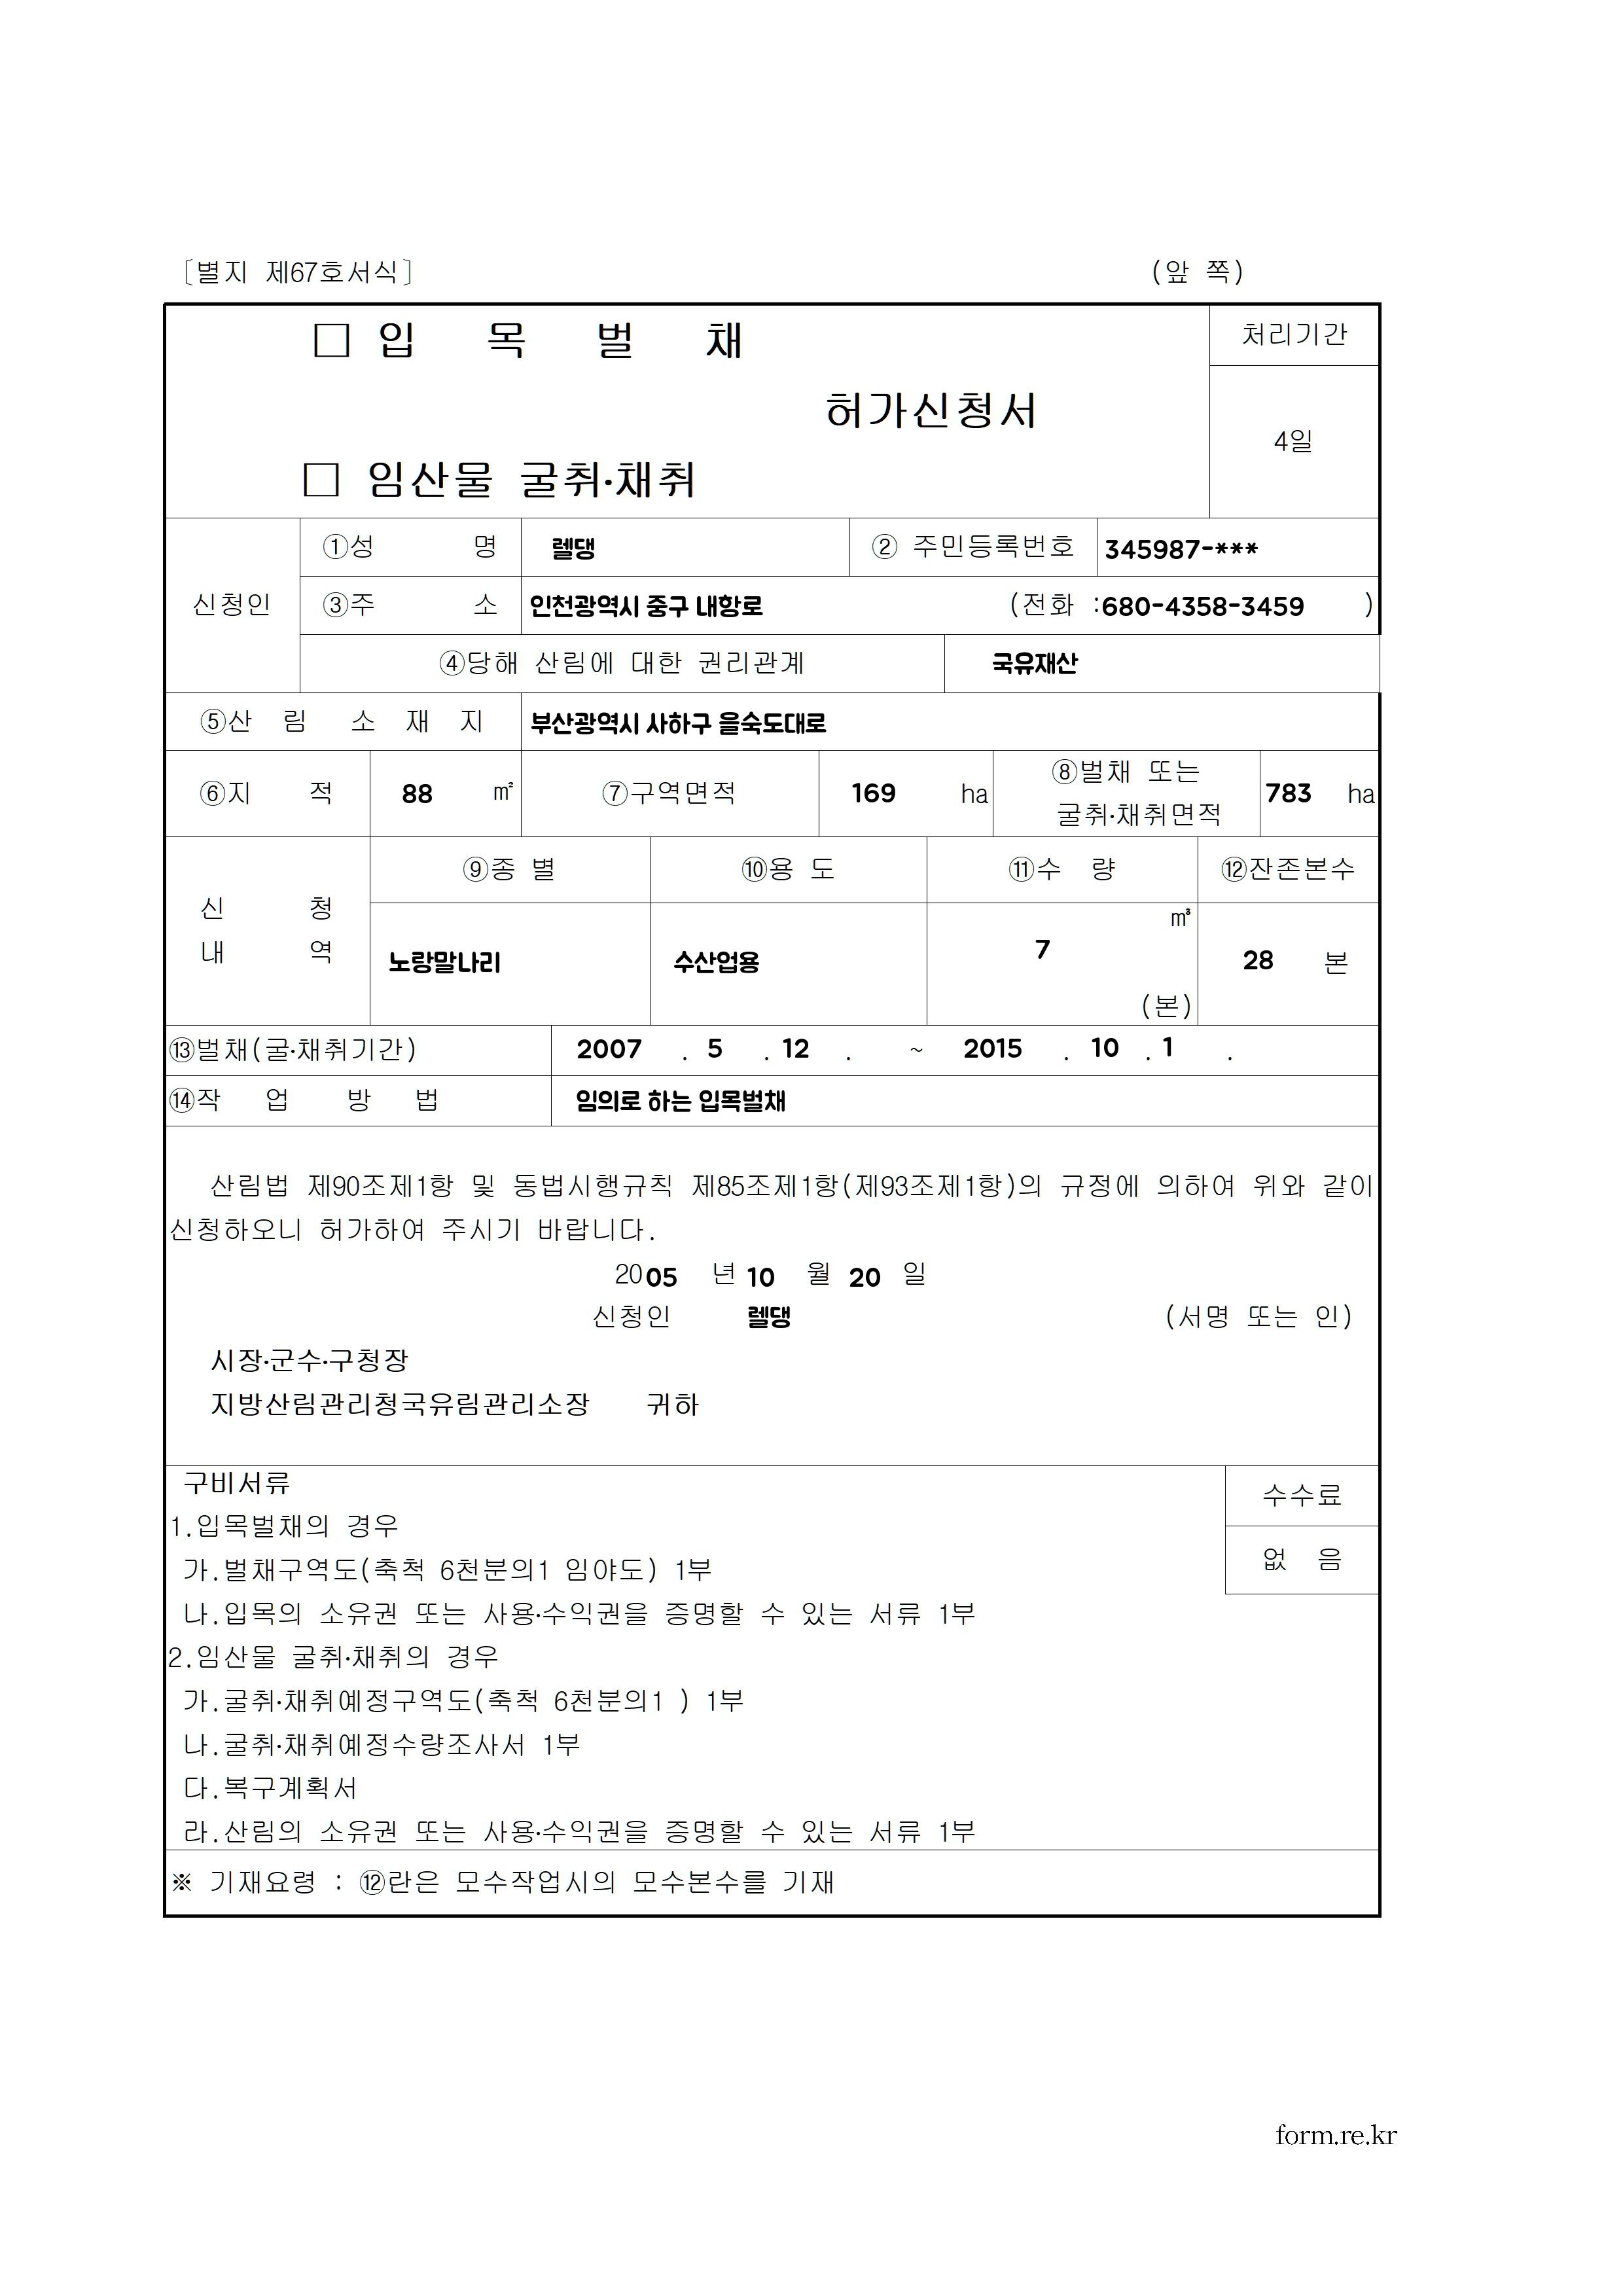 [별지 제67호서식] (앞 쪽)
□ 입 목 벌 채
허가신청서
□ 임산물 굴취·채취
처리기간
4일
신청인
①성 명 렐댕 ② 주민등록번호 345987-***
③주 소 인천광역시 중구 내항로 (전화 :680-4358-3459 )
④당해 산림에 대한 권리관계 국유재산
⑤산 림 소 재 지 부산광역시 사하구 을숙도대로
⑥지 적 88 ㎡ ⑦구역면적 169 ha ⑧벌채 또는 굴취·채취면적 783 ha
신 청
내 역
⑨종 별 ⑩용 도 ⑪수 량 ⑫잔존본수
노랑말나리 수산업용 7 ㎥ (본) 28 본
⑬벌채(굴·채취기간) 2007 . 5 . 12 . ~ 2015 . 10 . 1 .
⑭작 업 방 법 임의로 하는 입목벌채
산림법 제90조제1항 및 동법시행규칙 제85조제1항(제93조제1항)의 규정에 의하여 위와 같이
신청하오니 허가하여 주시기 바랍니다.
2005 년 10 월 20 일
신청인 렐댕 (서명 또는 인)
시장·군수·구청장
지방산림관리청국유림관리소장 귀하
구비서류
수수료
없 음
1.입목벌채의 경우
가.벌채구역도(축척 6천분의1 임야도) 1부
나.입목의 소유권 또는 사용·수익권을 증명할 수 있는 서류 1부
2.임산물 굴취·채취의 경우
가.굴취·채취예정구역도(축척 6천분의1 ) 1부
나.굴취·채취예정수량조사서 1부
다.복구계획서
라.산림의 소유권 또는 사용·수익권을 증명할 수 있는 서류 1부
※ 기재요령 : ⑫란은 모수작업시의 모수본수를 기재
form.re.kr